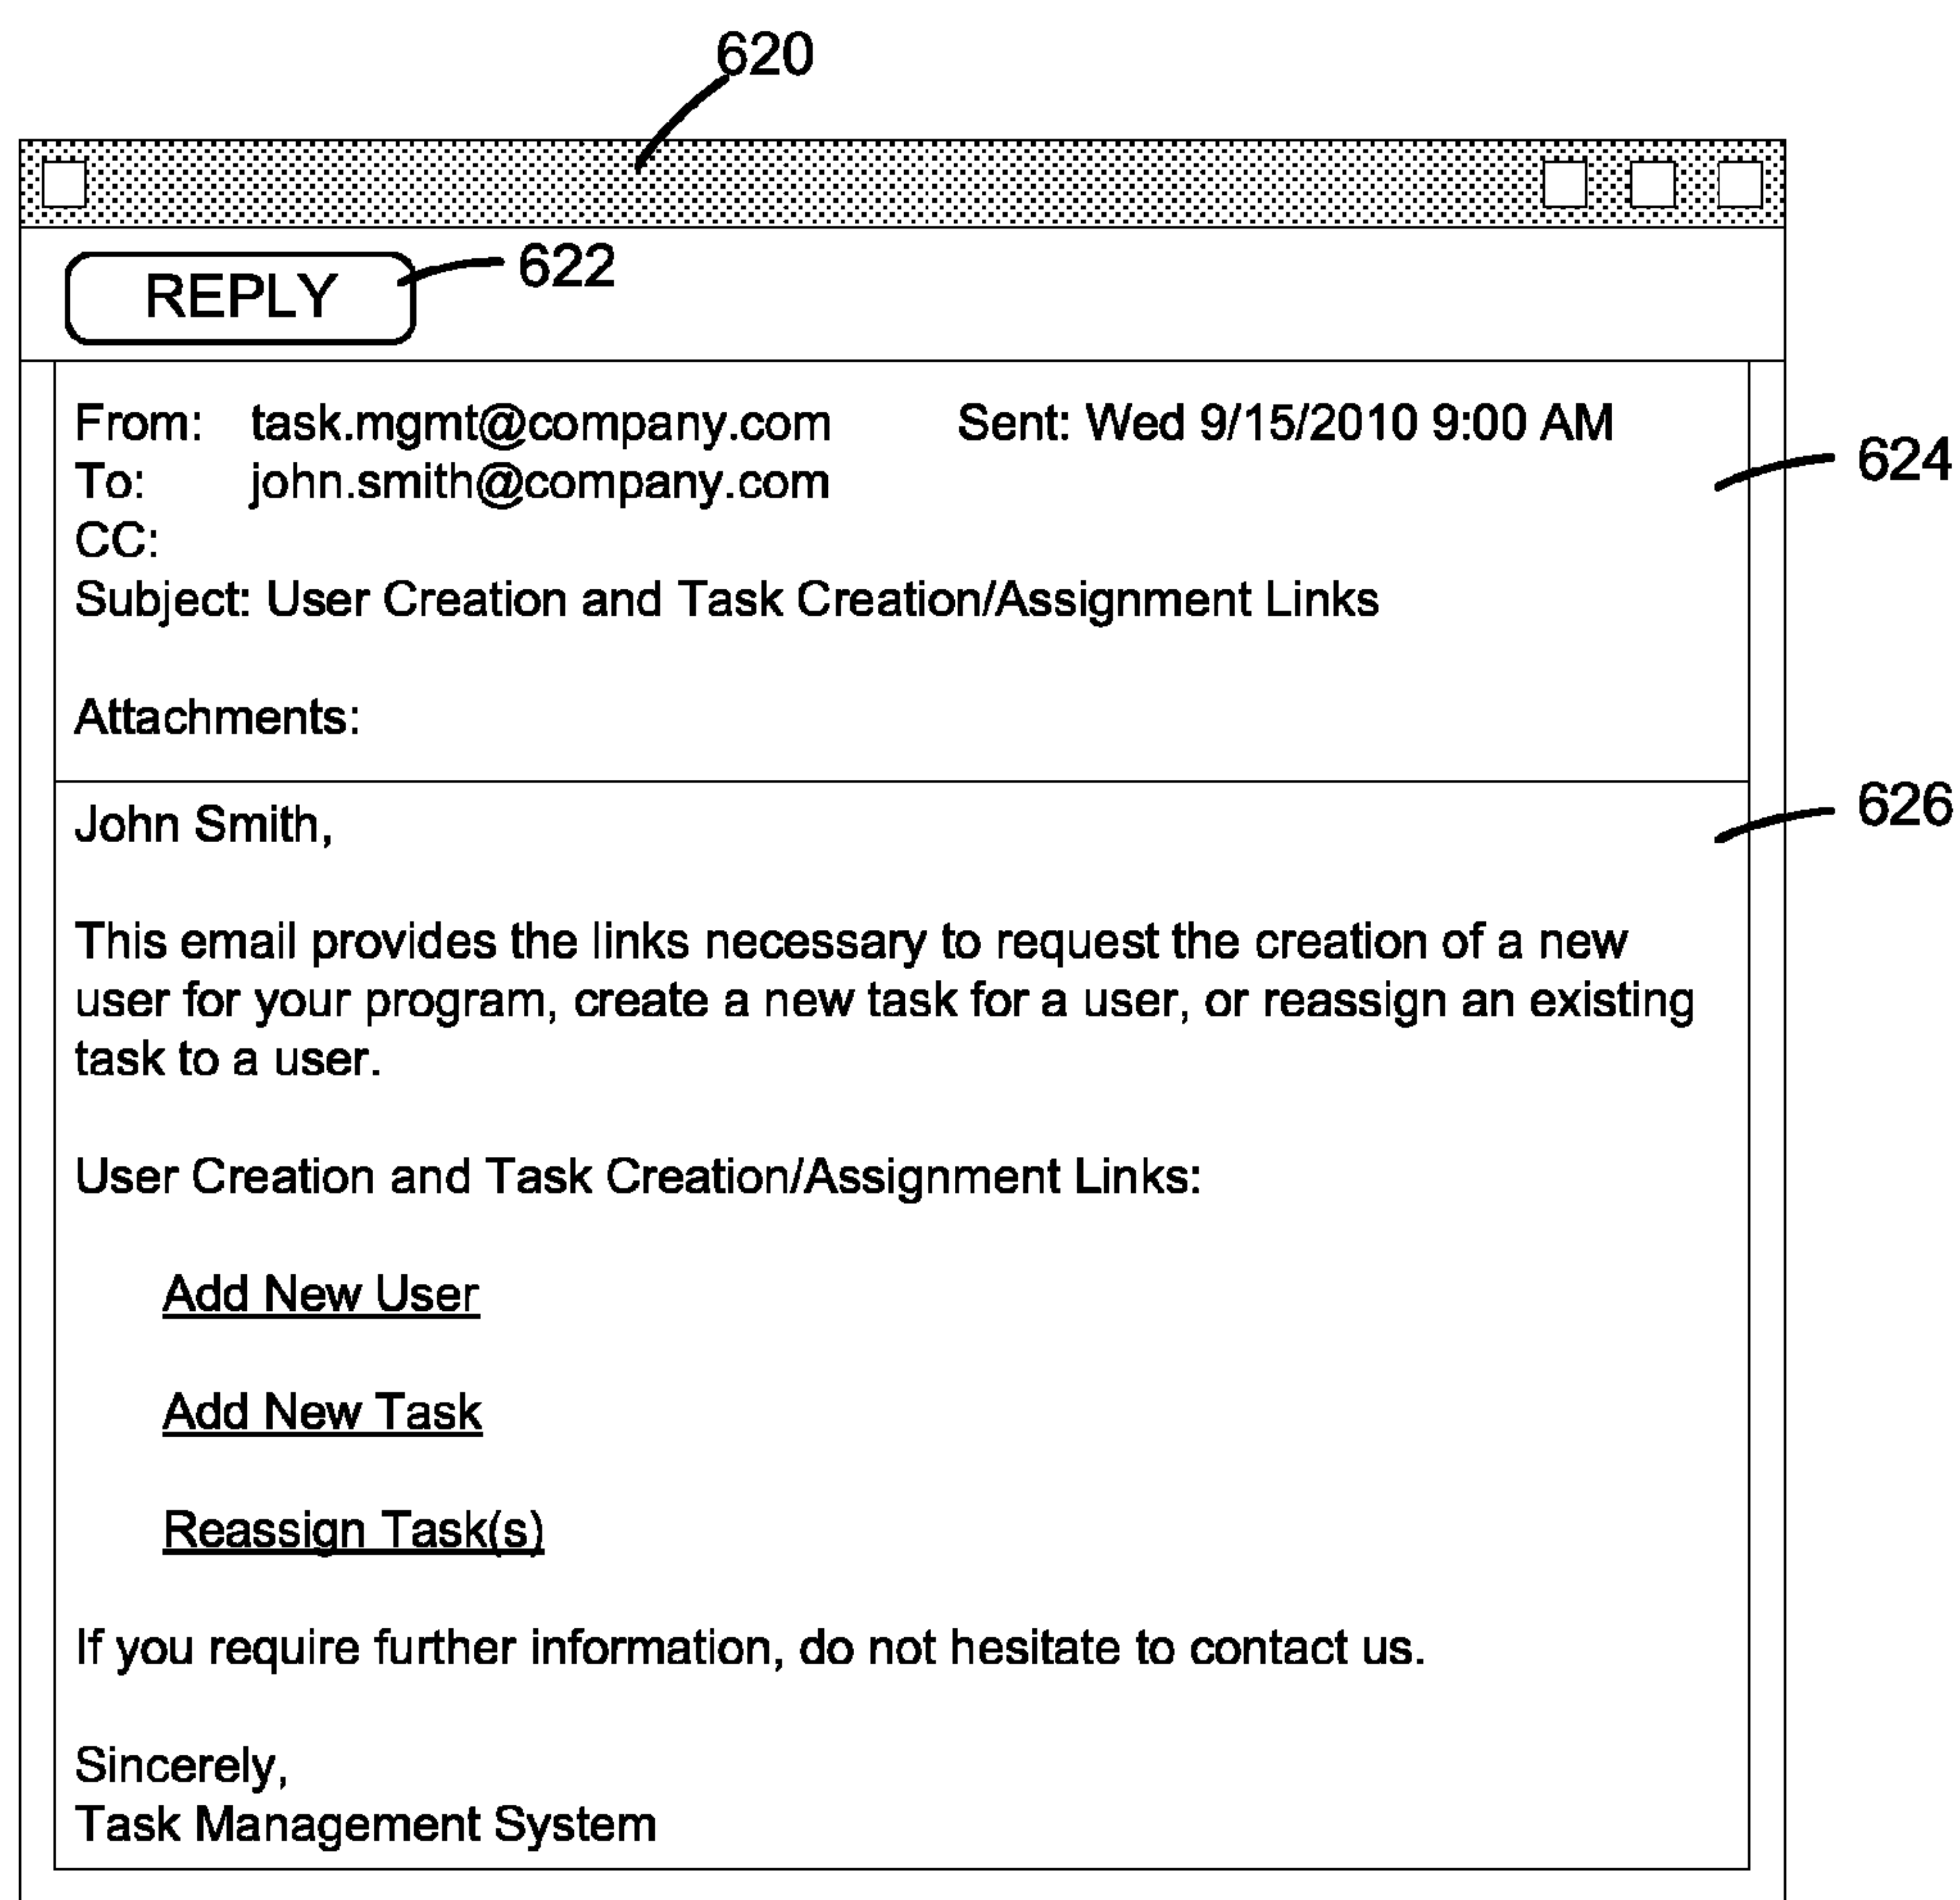 620
REPLY 622
From: task.mgmt@company.com Sent: Wed 9/15/2010 9:00 AM
624
To: john.smith@company.com
CC:
Subject: User Creation and Task Creation/Assignment Links
Attachments:
626
John Smith,
This email provides the links necessary to request the creation of a new
user for your program, create a new task for a user, or reassign an existing
task to a user.
User Creation and Task Creation/Assignment Links:
Add New User
Add New Task
Reassign Task(s)
If you require further information, do not hesitate to contact us.
Sincerely,
Task Management System